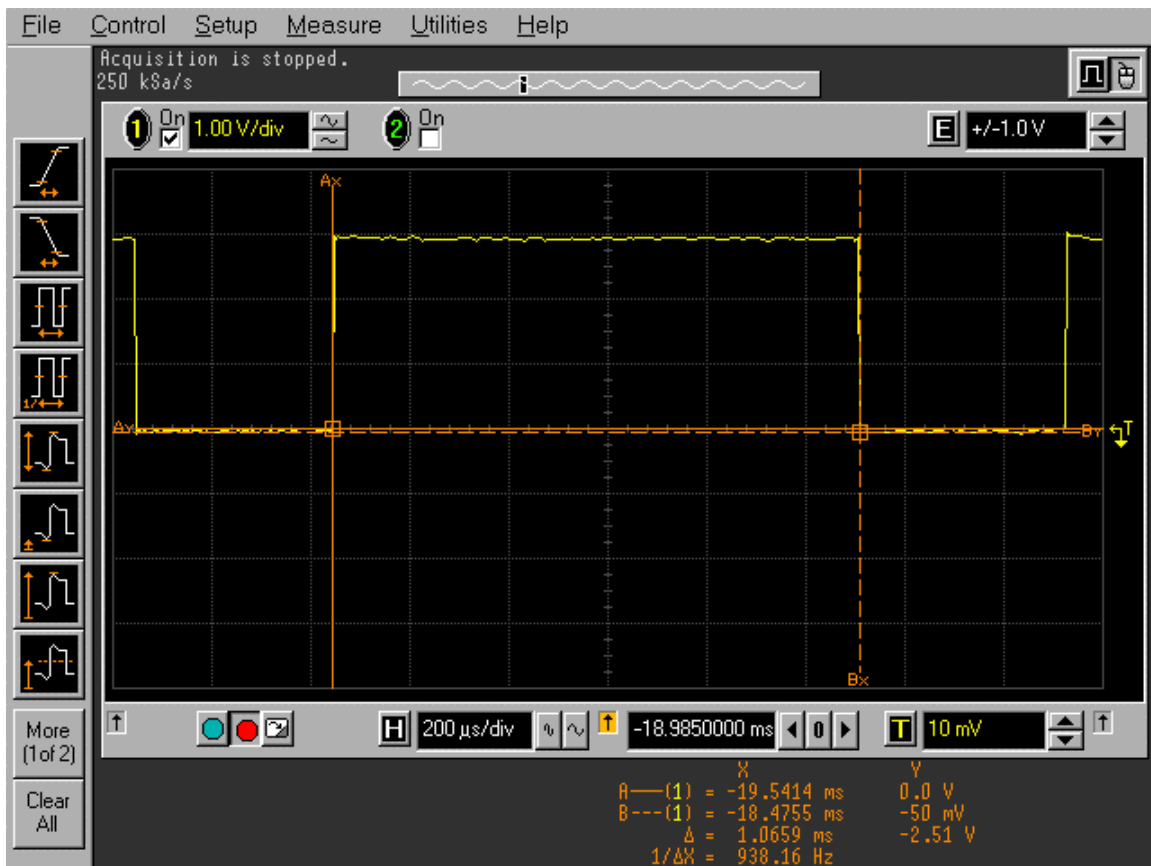 File Control Setup Measure Utilities Help
Acquisition is stopped.
250 kSa/s
1 On 1.00 V/div 2 On E +/-1.0 V
Ax
Ay By T
Bx
More
(1of 2)
Clear
All
H 200 µs/div -18.9850000 ms 0 T 10 mV
X Y
A——(1) = -19.5414 ms 0.0 V
B---(1) = -18.4755 ms -50 mV
Δ = 1.0659 ms -2.51 V
1/ΔX = 938.16 Hz
1/